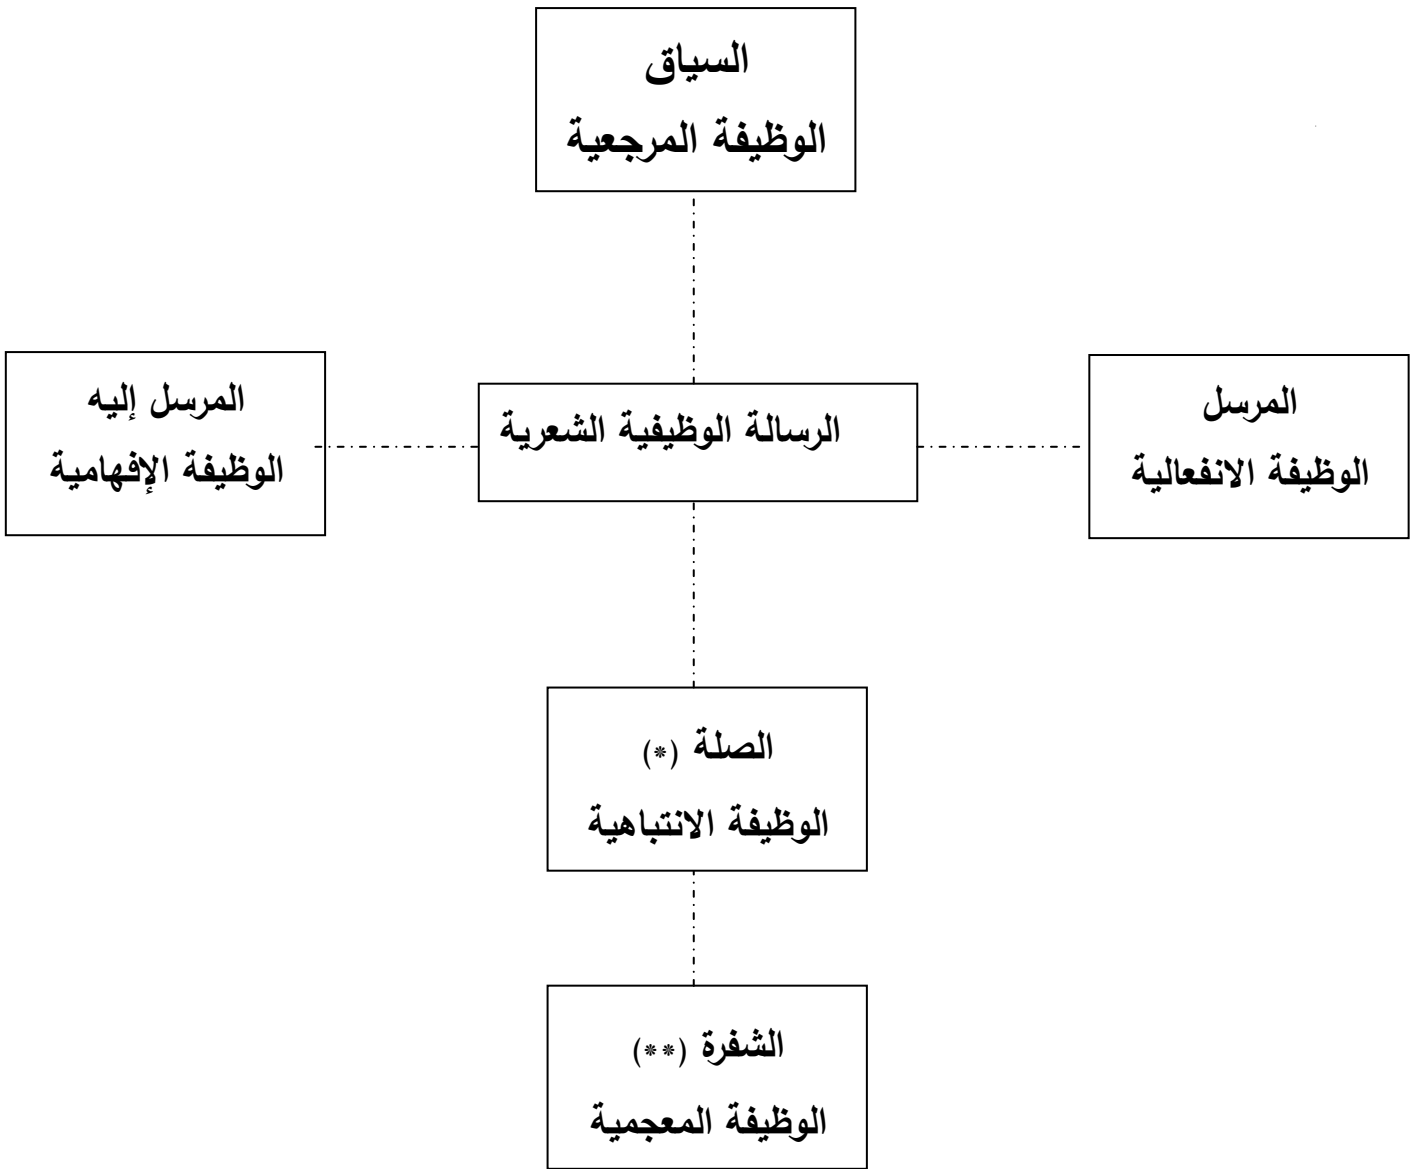 السياق
الوظيفة المرجعية
المرسل
الوظيفة الانفعالية
الرسالة الوظيفية الشعرية
المرسل إليه
الوظيفة الإفهامية
الصلة (*)
الوظيفة الانتباهية
الشفرة (**)
الوظيفة المعجمية